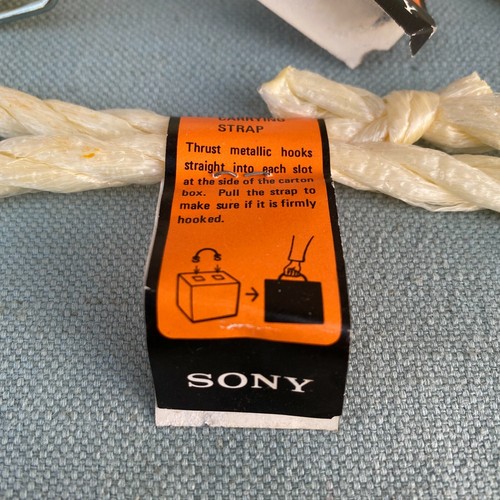 CARRYING
STRAP
Thrust metallic hooks
straight into each slot
at the side of the carton
box. Pull the strap to
make sure if it is firmly
hooked.
SONY